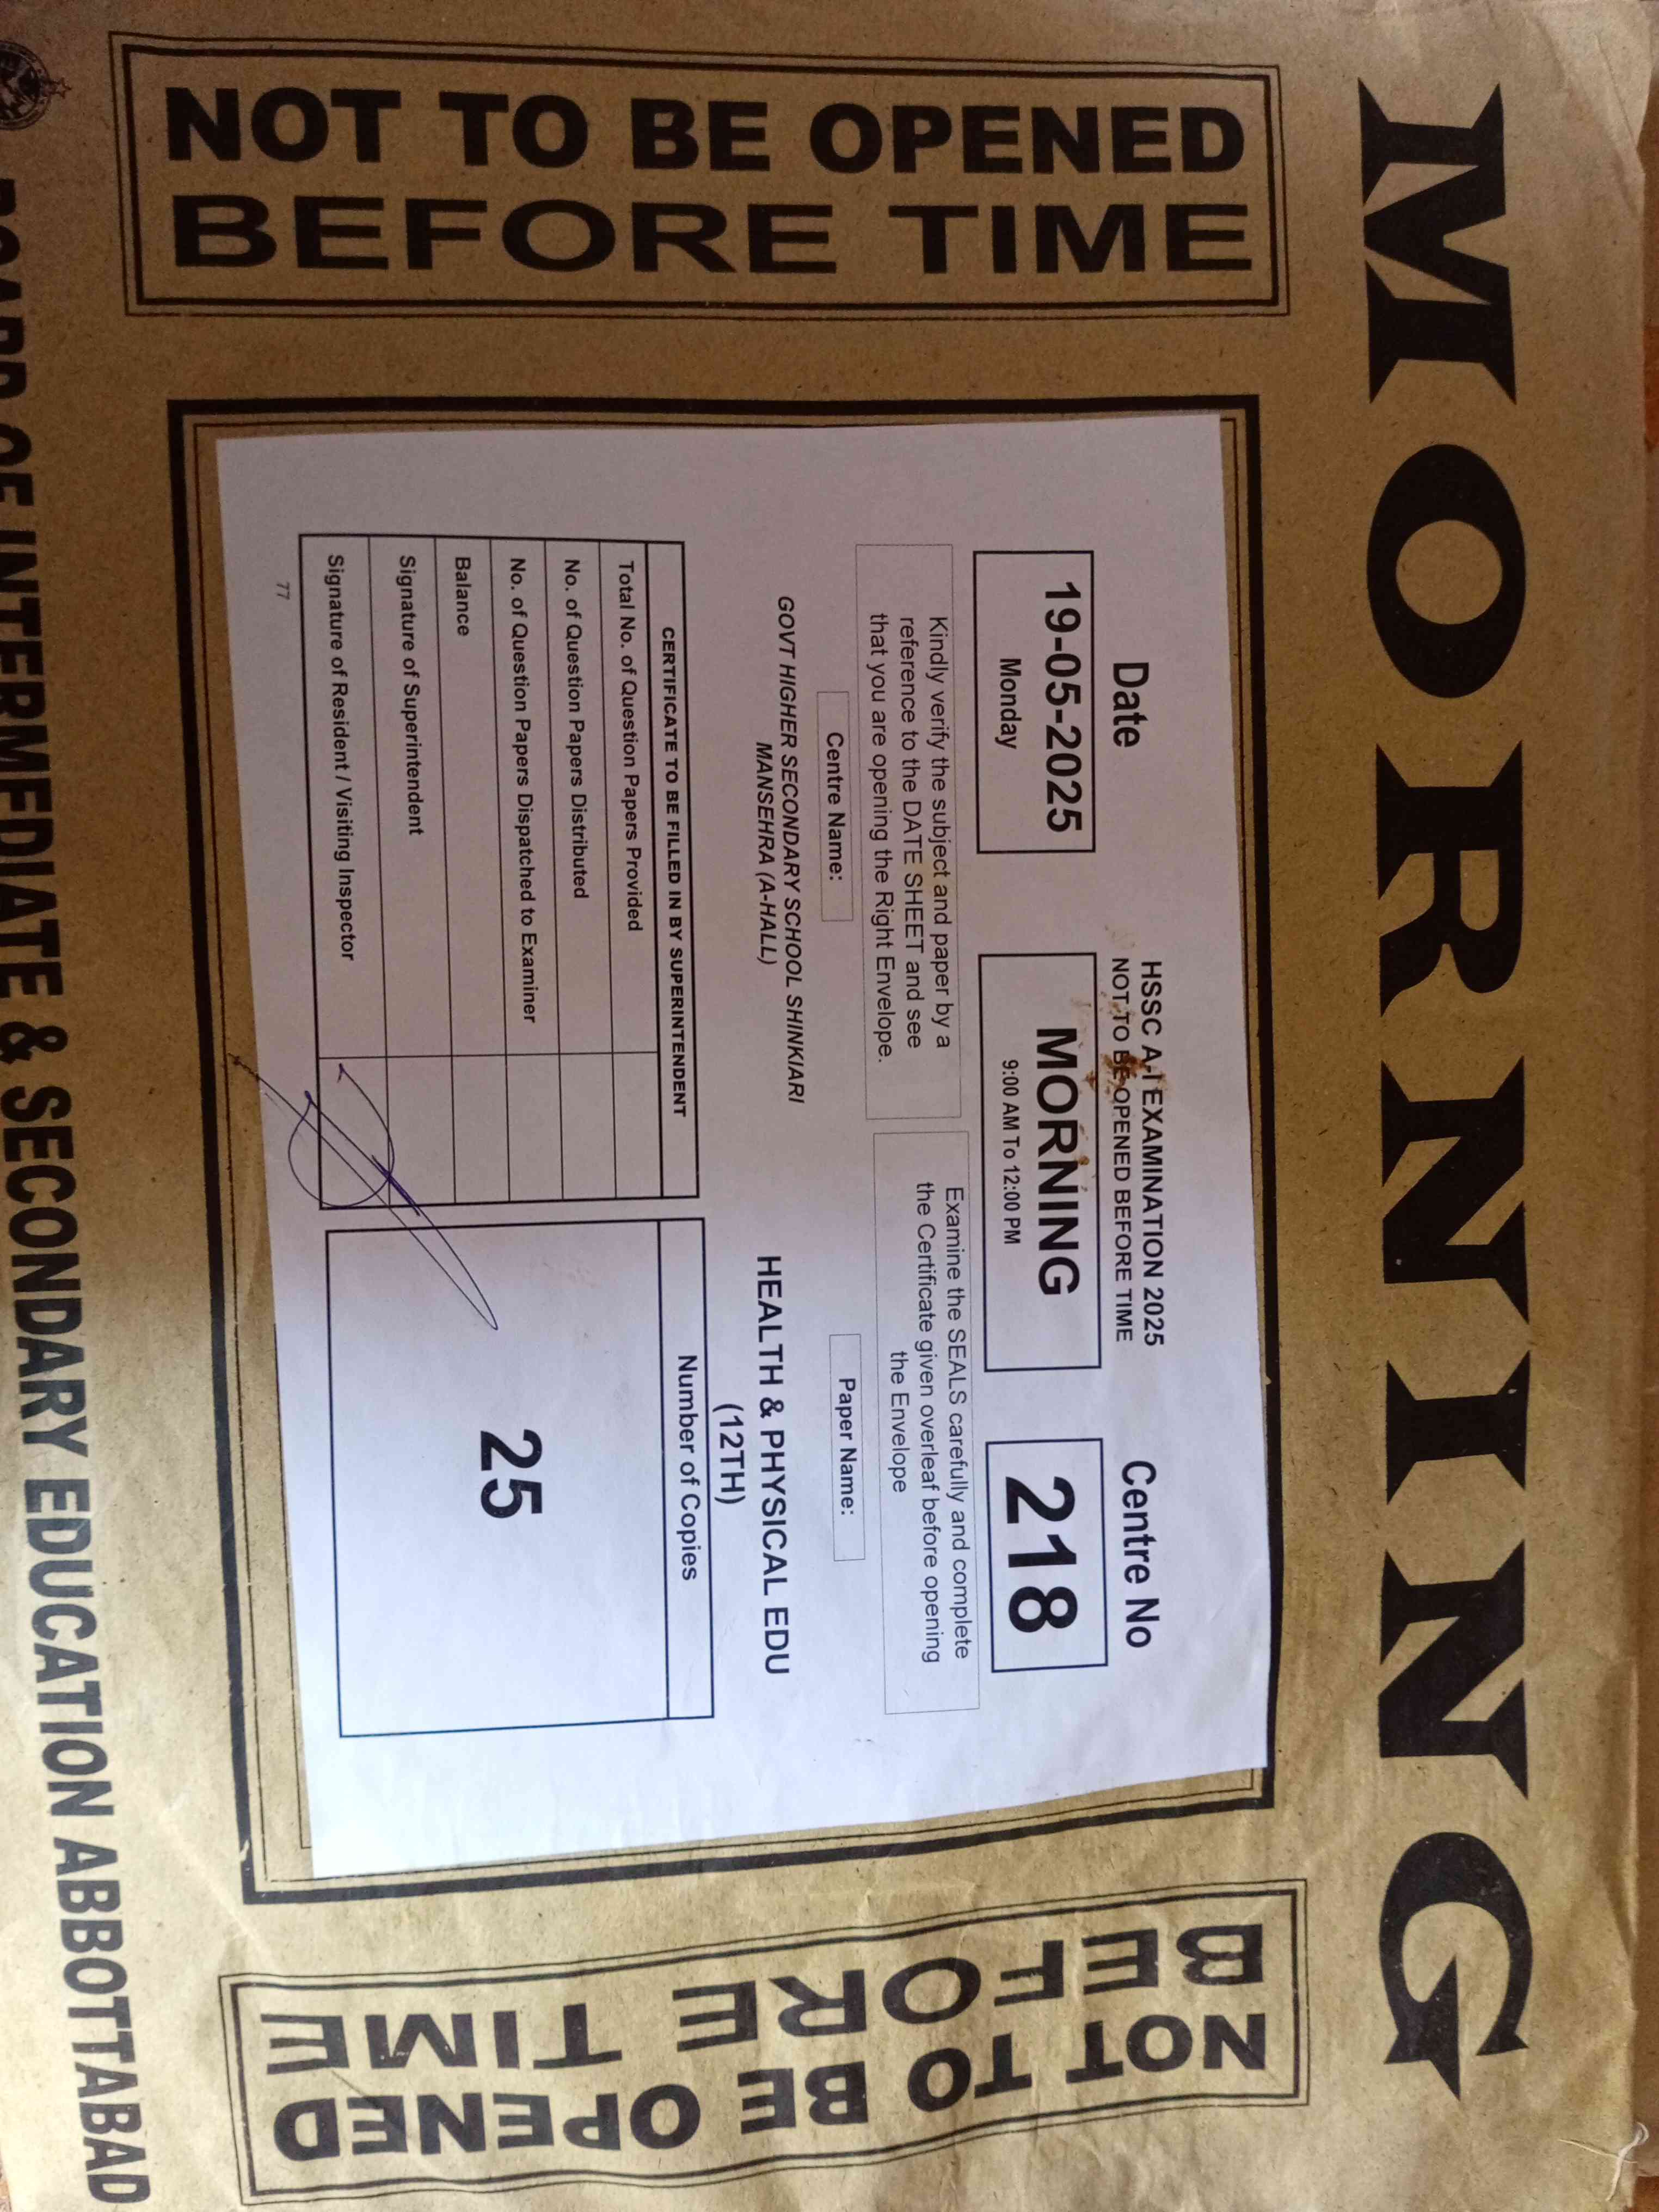 MORNING
NOT TO BE OPENED
BEFORE TIME
HSSC A-I EXAMINATION 2025
NOT TO BE OPENED BEFORE TIME
Date
19-05-2025
Monday
MORNING
9:00 AM To 12:00 PM
Centre No
218
Kindly verify the subject and paper by a
reference to the DATE SHEET and see
that you are opening the Right Envelope.
Examine the SEALS carefully and complete
the Certificate given overleaf before opening
the Envelope
Centre Name:
GOVT HIGHER SECONDARY SCHOOL SHINKIARI
MANSEHRA (A-HALL)
Paper Name:
HEALTH & PHYSICAL EDU
(12TH)
CERTIFICATE TO BE FILLED IN BY SUPERINTENDENT
Total No. of Question Papers Provided
No. of Question Papers Distributed
No. of Question Papers Dispatched to Examiner
Balance
Signature of Superintendent
Signature of Resident / Visiting Inspector
Number of Copies
25
77
NOT TO BE OPENED
BEFORE TIME
BOARD OF INTERMEDIATE & SECONDARY EDUCATION ABBOTTABAD